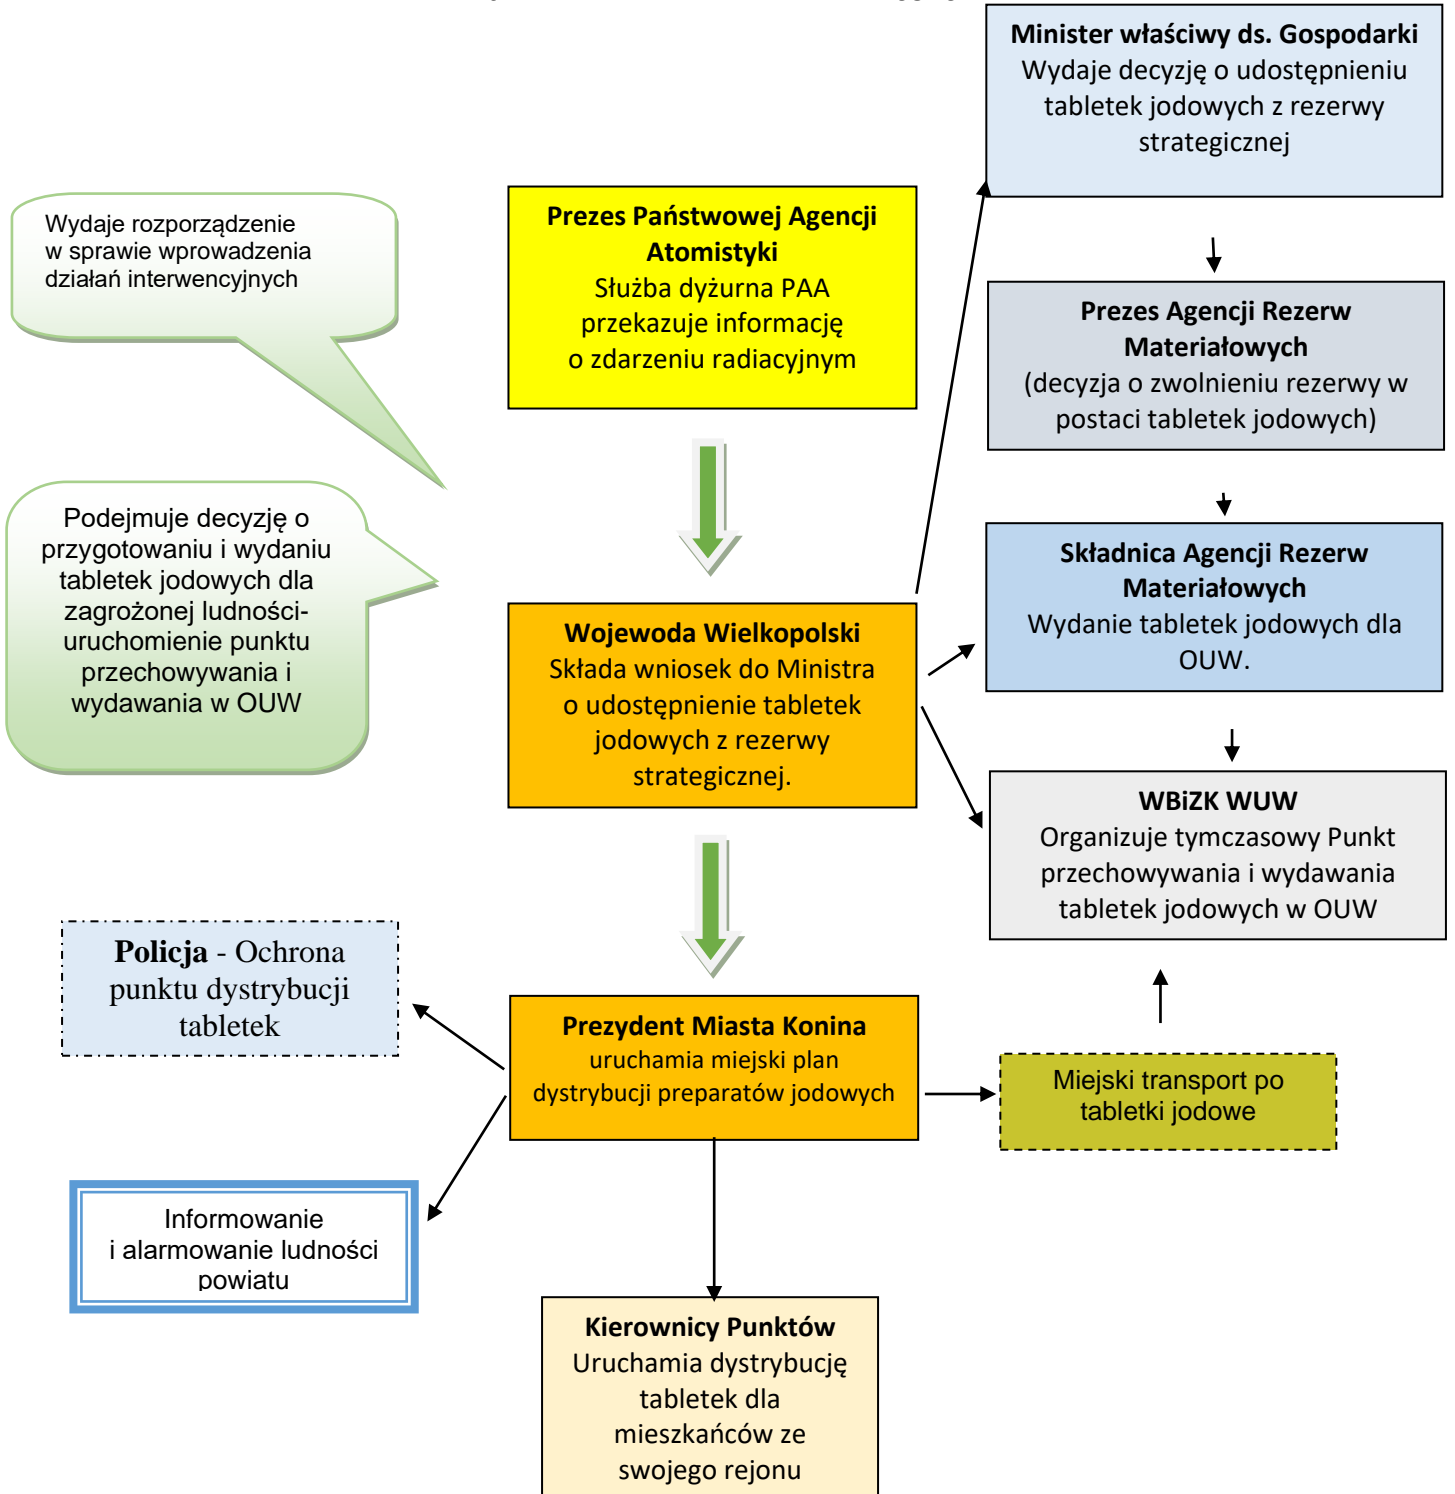 Minister właściwy ds. Gospodarki
Wydaje decyzję o udostępnieniu
tabletek jodowych z rezerwy
strategicznej
Wydaje rozporządzenie
w sprawie wprowadzenia
działań interwencyjnych
Prezes Państwowej Agencji
Atomistyki
Służba dyżurna PAA
przekazuje informację
o zdarzeniu radiacyjnym
Prezes Agencji Rezerw
Materiałowych
(decyzja o zwolnieniu rezerwy w
postaci tabletek jodowych)
Podejmuje decyzję o
przygotowaniu i wydaniu
tabletek jodowych dla
zagrożonej ludności-
uruchomienie punktu
przechowywania i
wydawania w OUW
Składnica Agencji Rezerw
Materiałowych
Wydanie tabletek jodowych dla
OUW.
Wojewoda Wielkopolski
Składa wniosek do Ministra
o udostępnienie tabletek
jodowych z rezerwy
strategicznej.
WBiZK WUW
Organizuje tymczasowy Punkt
przechowywania i wydawania
tabletek jodowych w OUW
Policja - Ochrona
punktu dystrybucji
tabletek
Prezydent Miasta Konina
uruchamia miejski plan
dystrybucji preparatów jodowych
Miejski transport po
tabletki jodowe
Informowanie
i alarmowanie ludności
powiatu
Kierownicy Punktów
Uruchamia dystrybucję
tabletek dla
mieszkańców ze
swojego rejonu